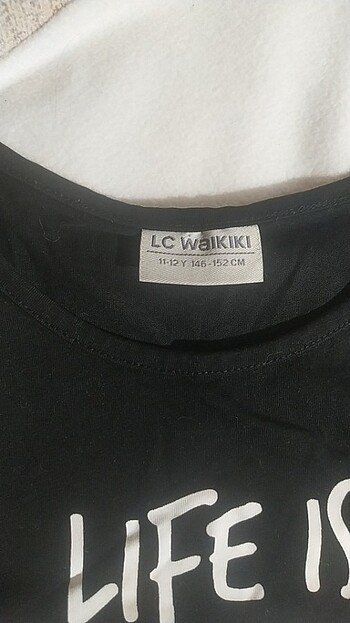 LC WAIKIKI
11-12 Y 146-152 CM
LIFE IS